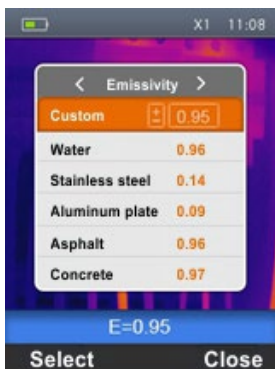 X1 11:08
< Emissivity >
Custom ± 0.95
Water 0.96
Stainless steel 0.14
Aluminum plate 0.09
Asphalt 0.96
Concrete 0.97
E=0.95
Select Close